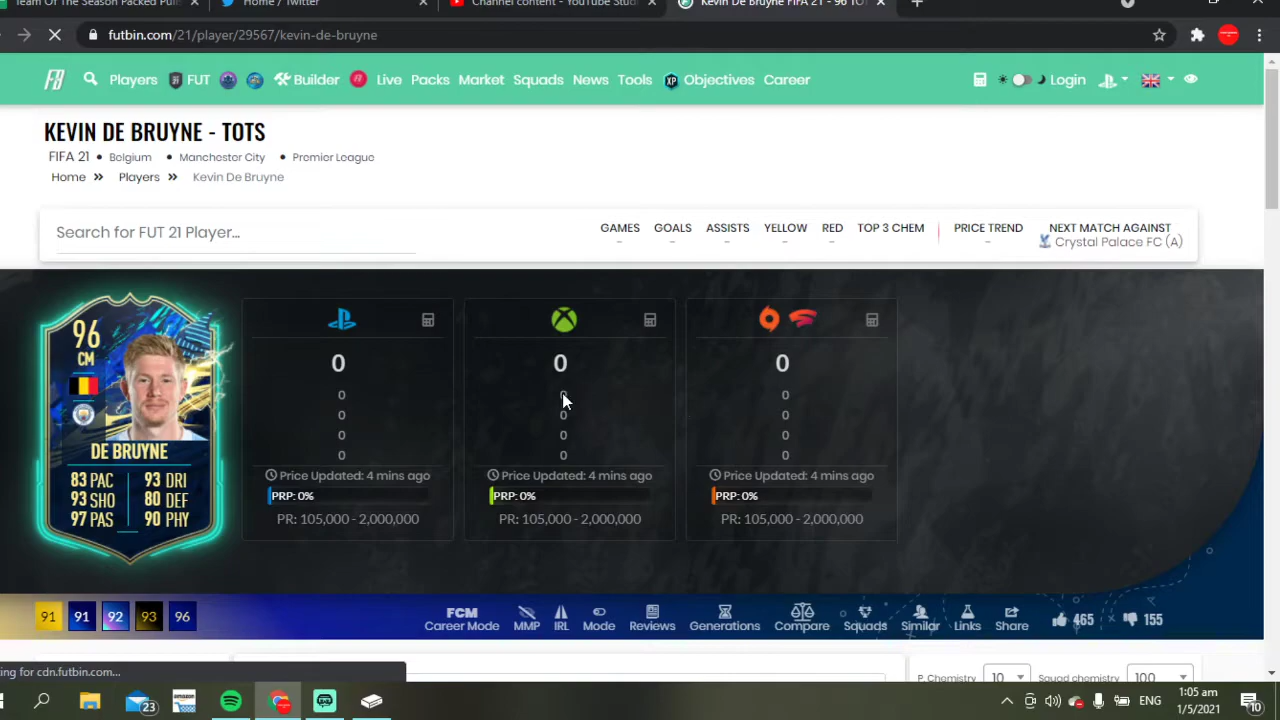 Team Of The Season Packed Pul
Home / Twitter
Channel content - YouTube Studi
Kevin De Bruyne FIFA 21 - 96 TOT
futbin.com/21/player/29567/kevin-de-bruyne
Players FUT Builder Live Packs Market Squads News Tools XP Objectives Career Login
KEVIN DE BRUYNE - TOTS
FIFA 21 • Belgium • Manchester City • Premier League
Home » Players » Kevin De Bruyne
Search for FUT 21 Player...
GAMES GOALS ASSISTS YELLOW RED TOP 3 CHEM PRICE TREND NEXT MATCH AGAINST
- - - - - - Crystal Palace FC (A)
96
CM
DE BRUYNE
83 PAC 93 DRI
93 SHO 80 DEF
97 PAS 90 PHY
0 0 0
0 0 0
0 0 0
0 0 0
0 0 0
Price Updated: 4 mins ago Price Updated: 4 mins ago Price Updated: 4 mins ago
PRP: 0% PRP: 0% PRP: 0%
PR: 105,000 - 2,000,000 PR: 105,000 - 2,000,000 PR: 105,000 - 2,000,000
91 91 92 93 96
FCM
Career Mode MMP IRL Mode Reviews Generations Compare Squads Similar Links Share 465 155
ing for cdn.futbin.com...
P. Chemistry 10 Squad chemistry 100
23
amazon
ENG
1:05 am
1/5/2021
10